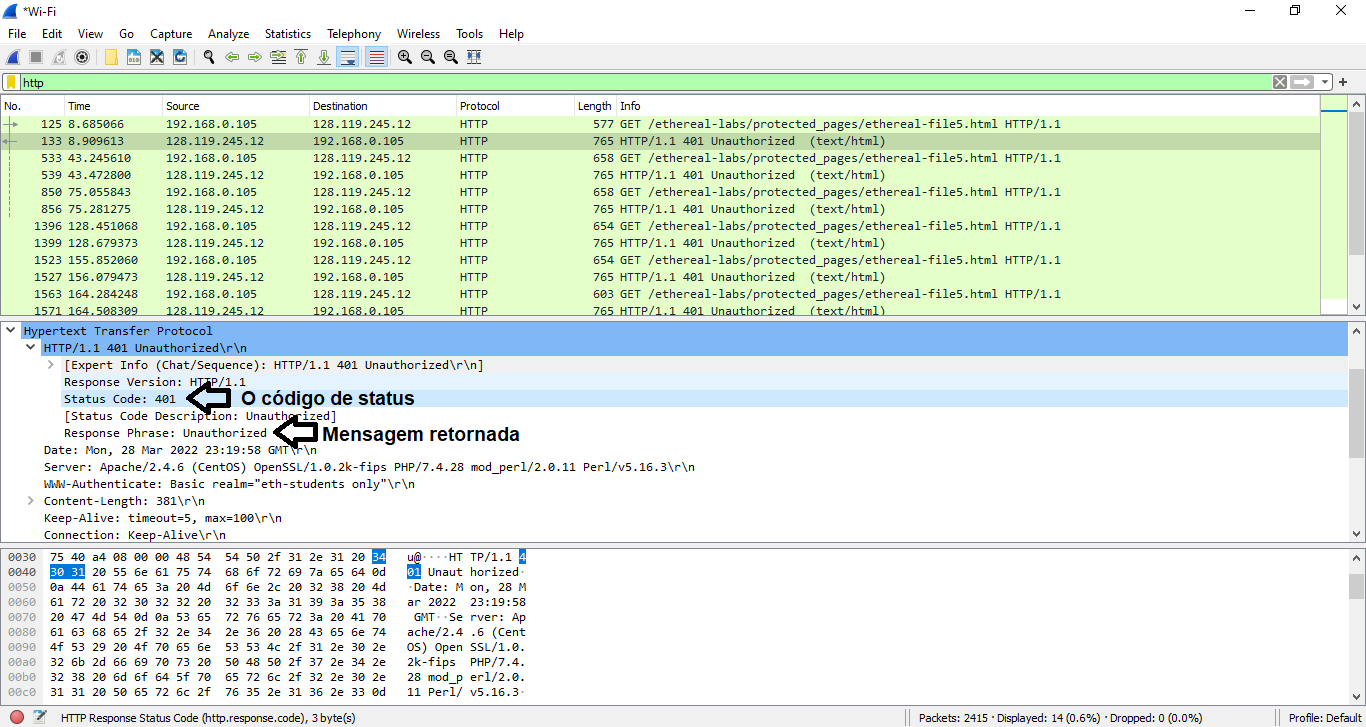 *Wi-Fi
File Edit View Go Capture Analyze Statistics Telephony Wireless Tools Help
http
No. Time Source Destination Protocol Length Info
125 8.685066 192.168.0.105 128.119.245.12 HTTP 577 GET /ethereal-labs/protected_pages/ethereal-file5.html HTTP/1.1
133 8.909613 128.119.245.12 192.168.0.105 HTTP 765 HTTP/1.1 401 Unauthorized (text/html)
533 43.245610 192.168.0.105 128.119.245.12 HTTP 658 GET /ethereal-labs/protected_pages/ethereal-file5.html HTTP/1.1
539 43.472800 128.119.245.12 192.168.0.105 HTTP 765 HTTP/1.1 401 Unauthorized (text/html)
850 75.055843 192.168.0.105 128.119.245.12 HTTP 658 GET /ethereal-labs/protected_pages/ethereal-file5.html HTTP/1.1
856 75.281275 128.119.245.12 192.168.0.105 HTTP 765 HTTP/1.1 401 Unauthorized (text/html)
1396 128.451068 192.168.0.105 128.119.245.12 HTTP 654 GET /ethereal-labs/protected_pages/ethereal-file5.html HTTP/1.1
1399 128.679373 128.119.245.12 192.168.0.105 HTTP 765 HTTP/1.1 401 Unauthorized (text/html)
1523 155.852060 192.168.0.105 128.119.245.12 HTTP 654 GET /ethereal-labs/protected_pages/ethereal-file5.html HTTP/1.1
1527 156.079473 128.119.245.12 192.168.0.105 HTTP 765 HTTP/1.1 401 Unauthorized (text/html)
1563 164.284248 192.168.0.105 128.119.245.12 HTTP 603 GET /ethereal-labs/protected_pages/ethereal-file5.html HTTP/1.1
1571 164.508309 128.119.245.12 192.168.0.105 HTTP 765 HTTP/1.1 401 Unauthorized (text/html)
Hypertext Transfer Protocol
HTTP/1.1 401 Unauthorized\r\n
[Expert Info (Chat/Sequence): HTTP/1.1 401 Unauthorized\r\n]
Response Version: HTTP/1.1
Status Code: 401 O código de status
[Status Code Description: Unauthorized]
Response Phrase: Unauthorized Mensagem retornada
Date: Mon, 28 Mar 2022 23:19:58 GMT\r\n
Server: Apache/2.4.6 (CentOS) OpenSSL/1.0.2k-fips PHP/7.4.28 mod_perl/2.0.11 Perl/v5.16.3\r\n
WWW-Authenticate: Basic realm="eth-students only"\r\n
Content-Length: 381\r\n
Keep-Alive: timeout=5, max=100\r\n
Connection: Keep-Alive\r\n
0030 75 40 a4 08 00 00 48 54 54 50 2f 31 2e 31 20 34 u@····HT TP/1.1 4
0040 30 31 20 55 6e 61 75 74 68 6f 72 69 7a 65 64 0d 01 Unaut horized·
0050 0a 44 61 74 65 3a 20 4d 6f 6e 2c 20 32 38 20 4d ·Date: M on, 28 M
0060 61 72 20 32 30 32 32 20 32 33 3a 31 39 3a 35 38 ar 2022 23:19:58
0070 20 47 4d 54 0d 0a 53 65 72 76 65 72 3a 20 41 70 GMT··Se rver: Ap
0080 61 63 68 65 2f 32 2e 34 2e 36 20 28 43 65 6e 74 ache/2.4 .6 (Cent
0090 4f 53 29 20 4f 70 65 6e 53 53 4c 2f 31 2e 30 2e OS) Open SSL/1.0.
00a0 32 6b 2d 66 69 70 73 20 50 48 50 2f 37 2e 34 2e 2k-fips PHP/7.4.
00b0 32 38 20 6d 6f 64 5f 70 65 72 6c 2f 32 2e 30 2e 28 mod_p erl/2.0.
00c0 31 31 20 50 65 72 6c 2f 76 35 2e 31 36 2e 33 0d 11 Perl/ v5.16.3·
HTTP Response Status Code (http.response.code), 3 byte(s) Packets: 2415 · Displayed: 14 (0.6%) · Dropped: 0 (0.0%) Profile: Default